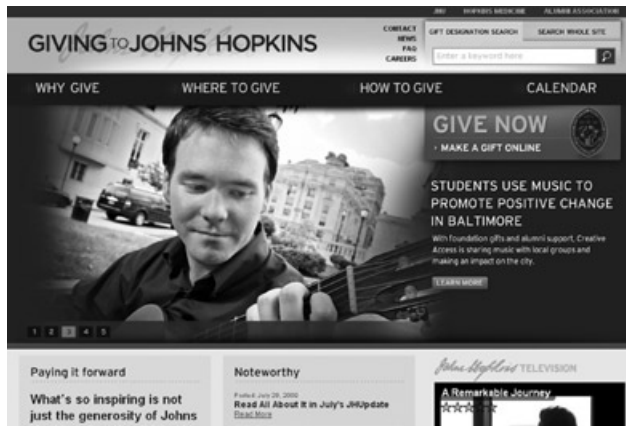 JHU HOPKINS MEDICINE ALUMNI ASSOCIATION
GIVING TO JOHNS HOPKINS
CONTACT
NEWS
FAQ
CAREERS
GIFT DESIGNATION SEARCH
SEARCH WHOLE SITE
Enter a keyword here
WHY GIVE
WHERE TO GIVE
HOW TO GIVE
CALENDAR
GIVE NOW
MAKE A GIFT ONLINE
STUDENTS USE MUSIC TO
PROMOTE POSITIVE CHANGE
IN BALTIMORE
With foundation gifts and alumni support, Creative
Access is sharing music with local groups and
making an impact on the city.
LEARN MORE
1 2 3 4 5
Paying it forward
What's so inspiring is not
just the generosity of Johns
Noteworthy
Posted July 28, 2009
Read All About It in July's JHUpdate
Read More
Johns Hopkins TELEVISION
A Remarkable Journey